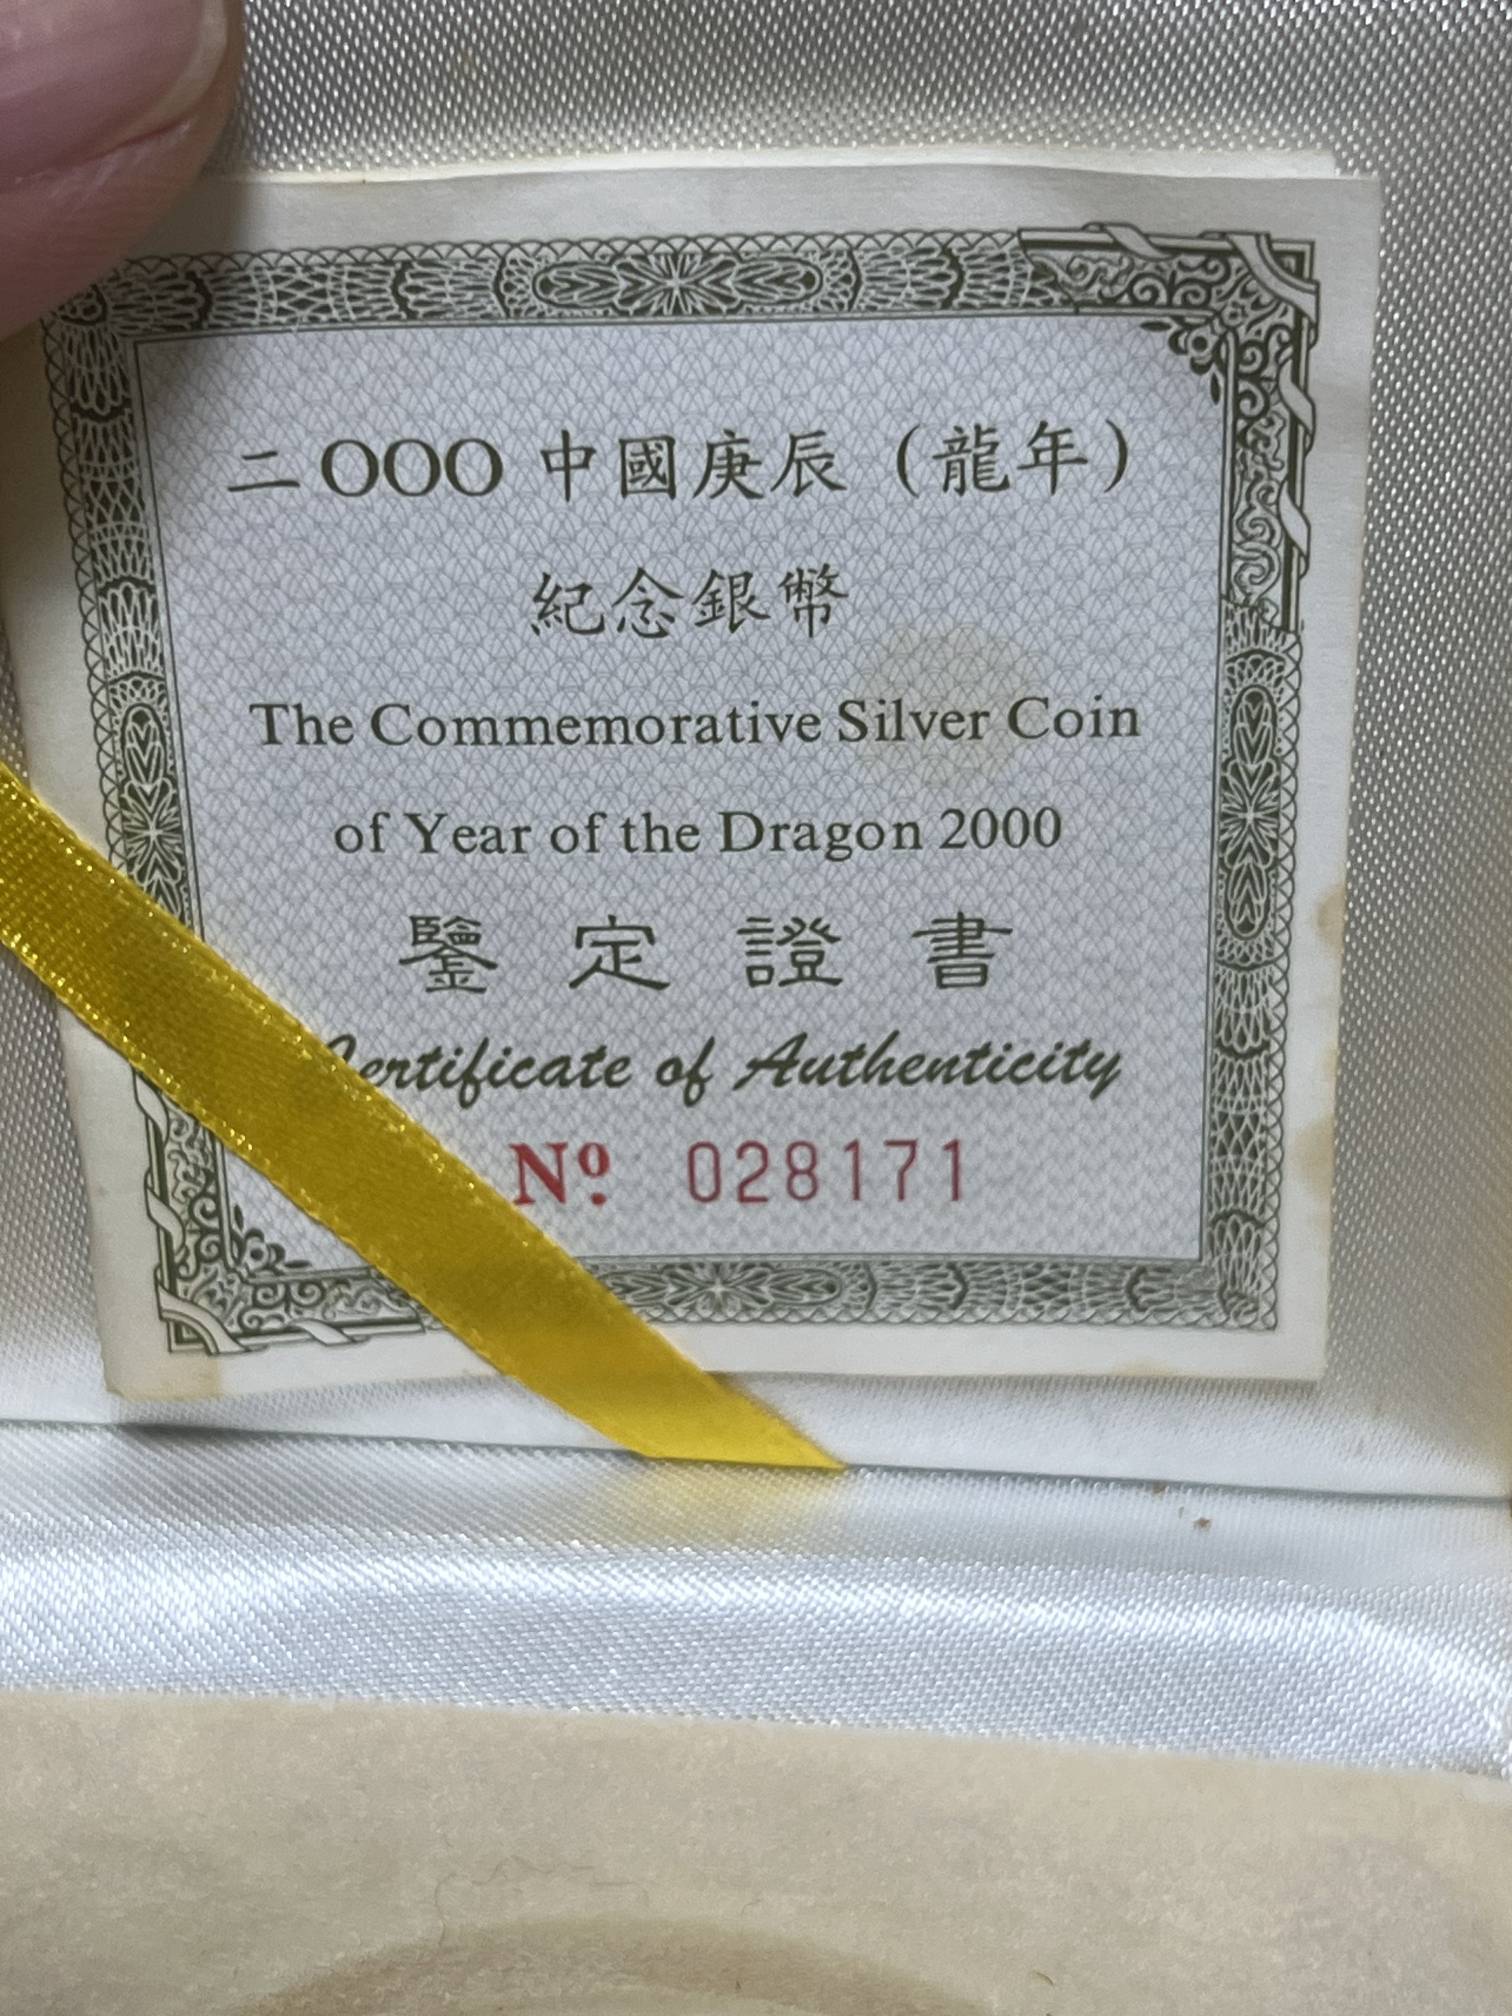 二OOO 中國庚辰（龍年）
紀念銀幣
The Commemorative Silver Coin
of Year of the Dragon 2000
鑒定證書
Certificate of Authenticity
Nº. 028171